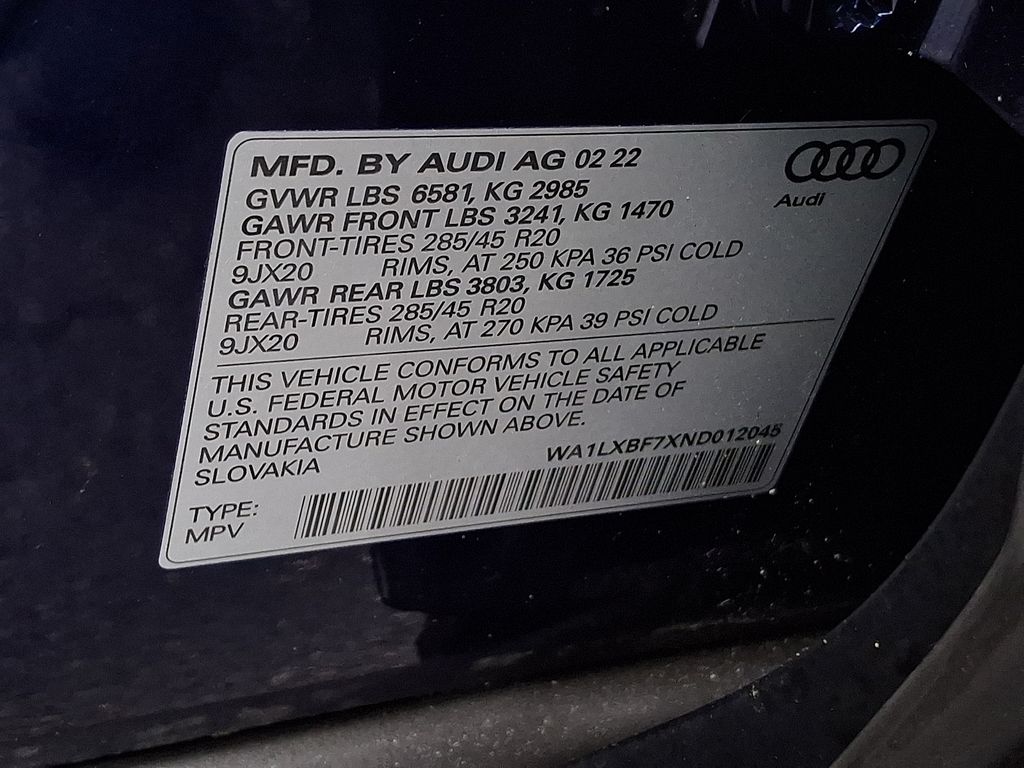 MFD. BY AUDI AG 02 22
Audi
GVWR LBS 6581, KG 2985
GAWR FRONT LBS 3241, KG 1470
FRONT-TIRES 285/45 R20
9JX20 RIMS, AT 250 KPA 36 PSI COLD
GAWR REAR LBS 3803, KG 1725
REAR-TIRES 285/45 R20
9JX20 RIMS, AT 270 KPA 39 PSI COLD
THIS VEHICLE CONFORMS TO ALL APPLICABLE
U.S. FEDERAL MOTOR VEHICLE SAFETY
STANDARDS IN EFFECT ON THE DATE OF
MANUFACTURE SHOWN ABOVE.
SLOVAKIA WA1LXBF7XND012045
TYPE:
MPV